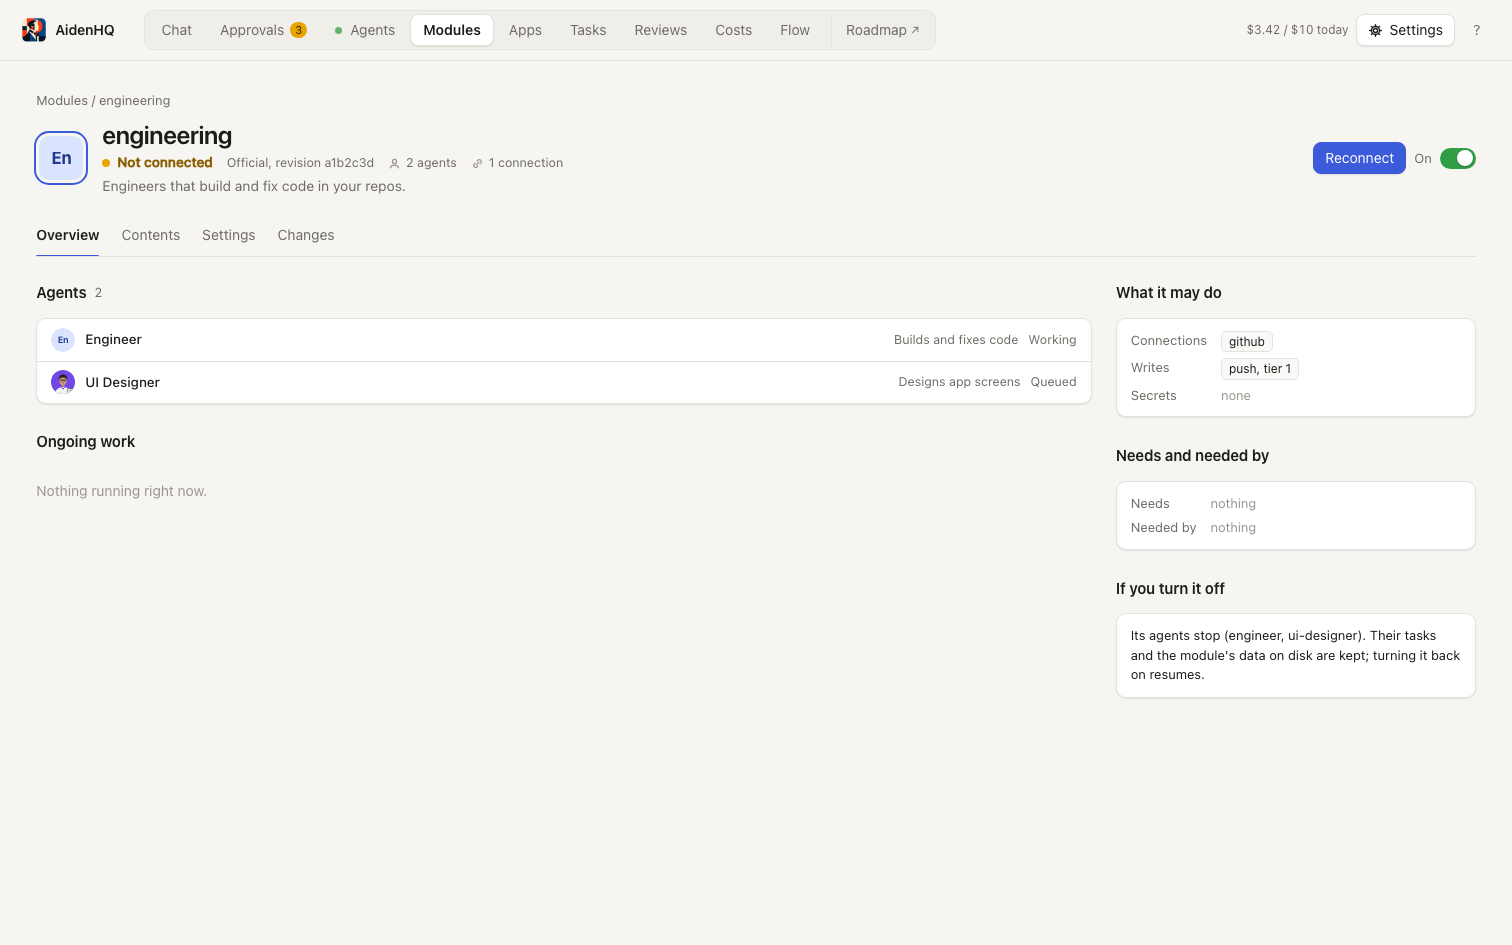 AidenHQ
Chat
Approvals 3
Agents
Modules
Apps
Tasks
Reviews
Costs
Flow
Roadmap ↗
$3.42 / $10 today
Settings
?
Modules / engineering
En
engineering
Not connected
Official, revision a1b2c3d
2 agents
1 connection
Engineers that build and fix code in your repos.
Reconnect
On
Overview
Contents
Settings
Changes
Agents 2
En Engineer Builds and fixes code Working
UI Designer Designs app screens Queued
Ongoing work
Nothing running right now.
What it may do
Connections github
Writes push, tier 1
Secrets none
Needs and needed by
Needs nothing
Needed by nothing
If you turn it off
Its agents stop (engineer, ui-designer). Their tasks
and the module's data on disk are kept; turning it back
on resumes.